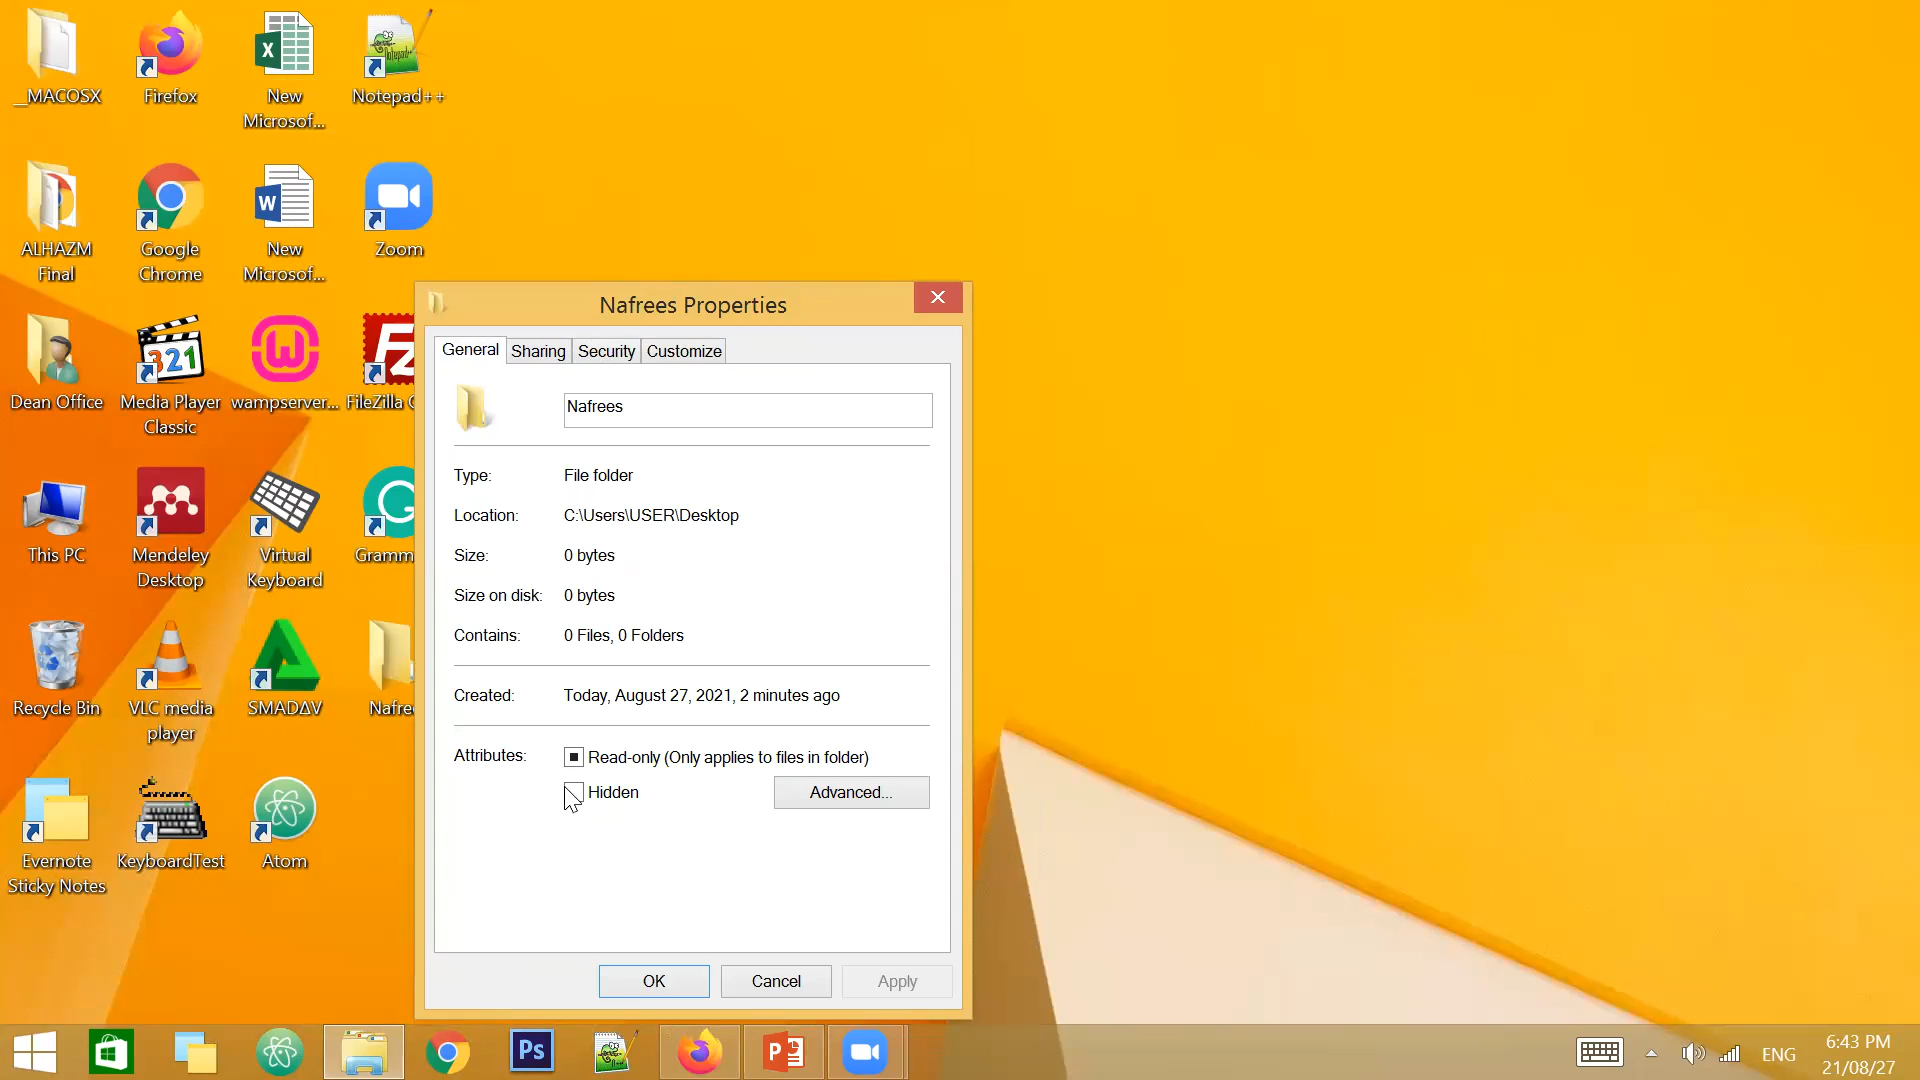 __MACOSX
Firefox
New
Microsof...
Notepad++
ALHAZM
Final
Google
Chrome
New
Microsof...
Zoom
Dean Office
Media Player
Classic
wampserver...
FileZilla C
This PC
Mendeley
Desktop
Virtual
Keyboard
Gramm
Recycle Bin
VLC media
player
SMADΔV
Nafree
Evernote
Sticky Notes
KeyboardTest
Atom
Nafrees Properties
General
Sharing
Security
Customize
Nafrees
Type: File folder
Location: C:\Users\USER\Desktop
Size: 0 bytes
Size on disk: 0 bytes
Contains: 0 Files, 0 Folders
Created: Today, August 27, 2021, 2 minutes ago
Attributes: Read-only (Only applies to files in folder)
Hidden
Advanced...
OK
Cancel
Apply
Ps
ENG
6:43 PM
21/08/27